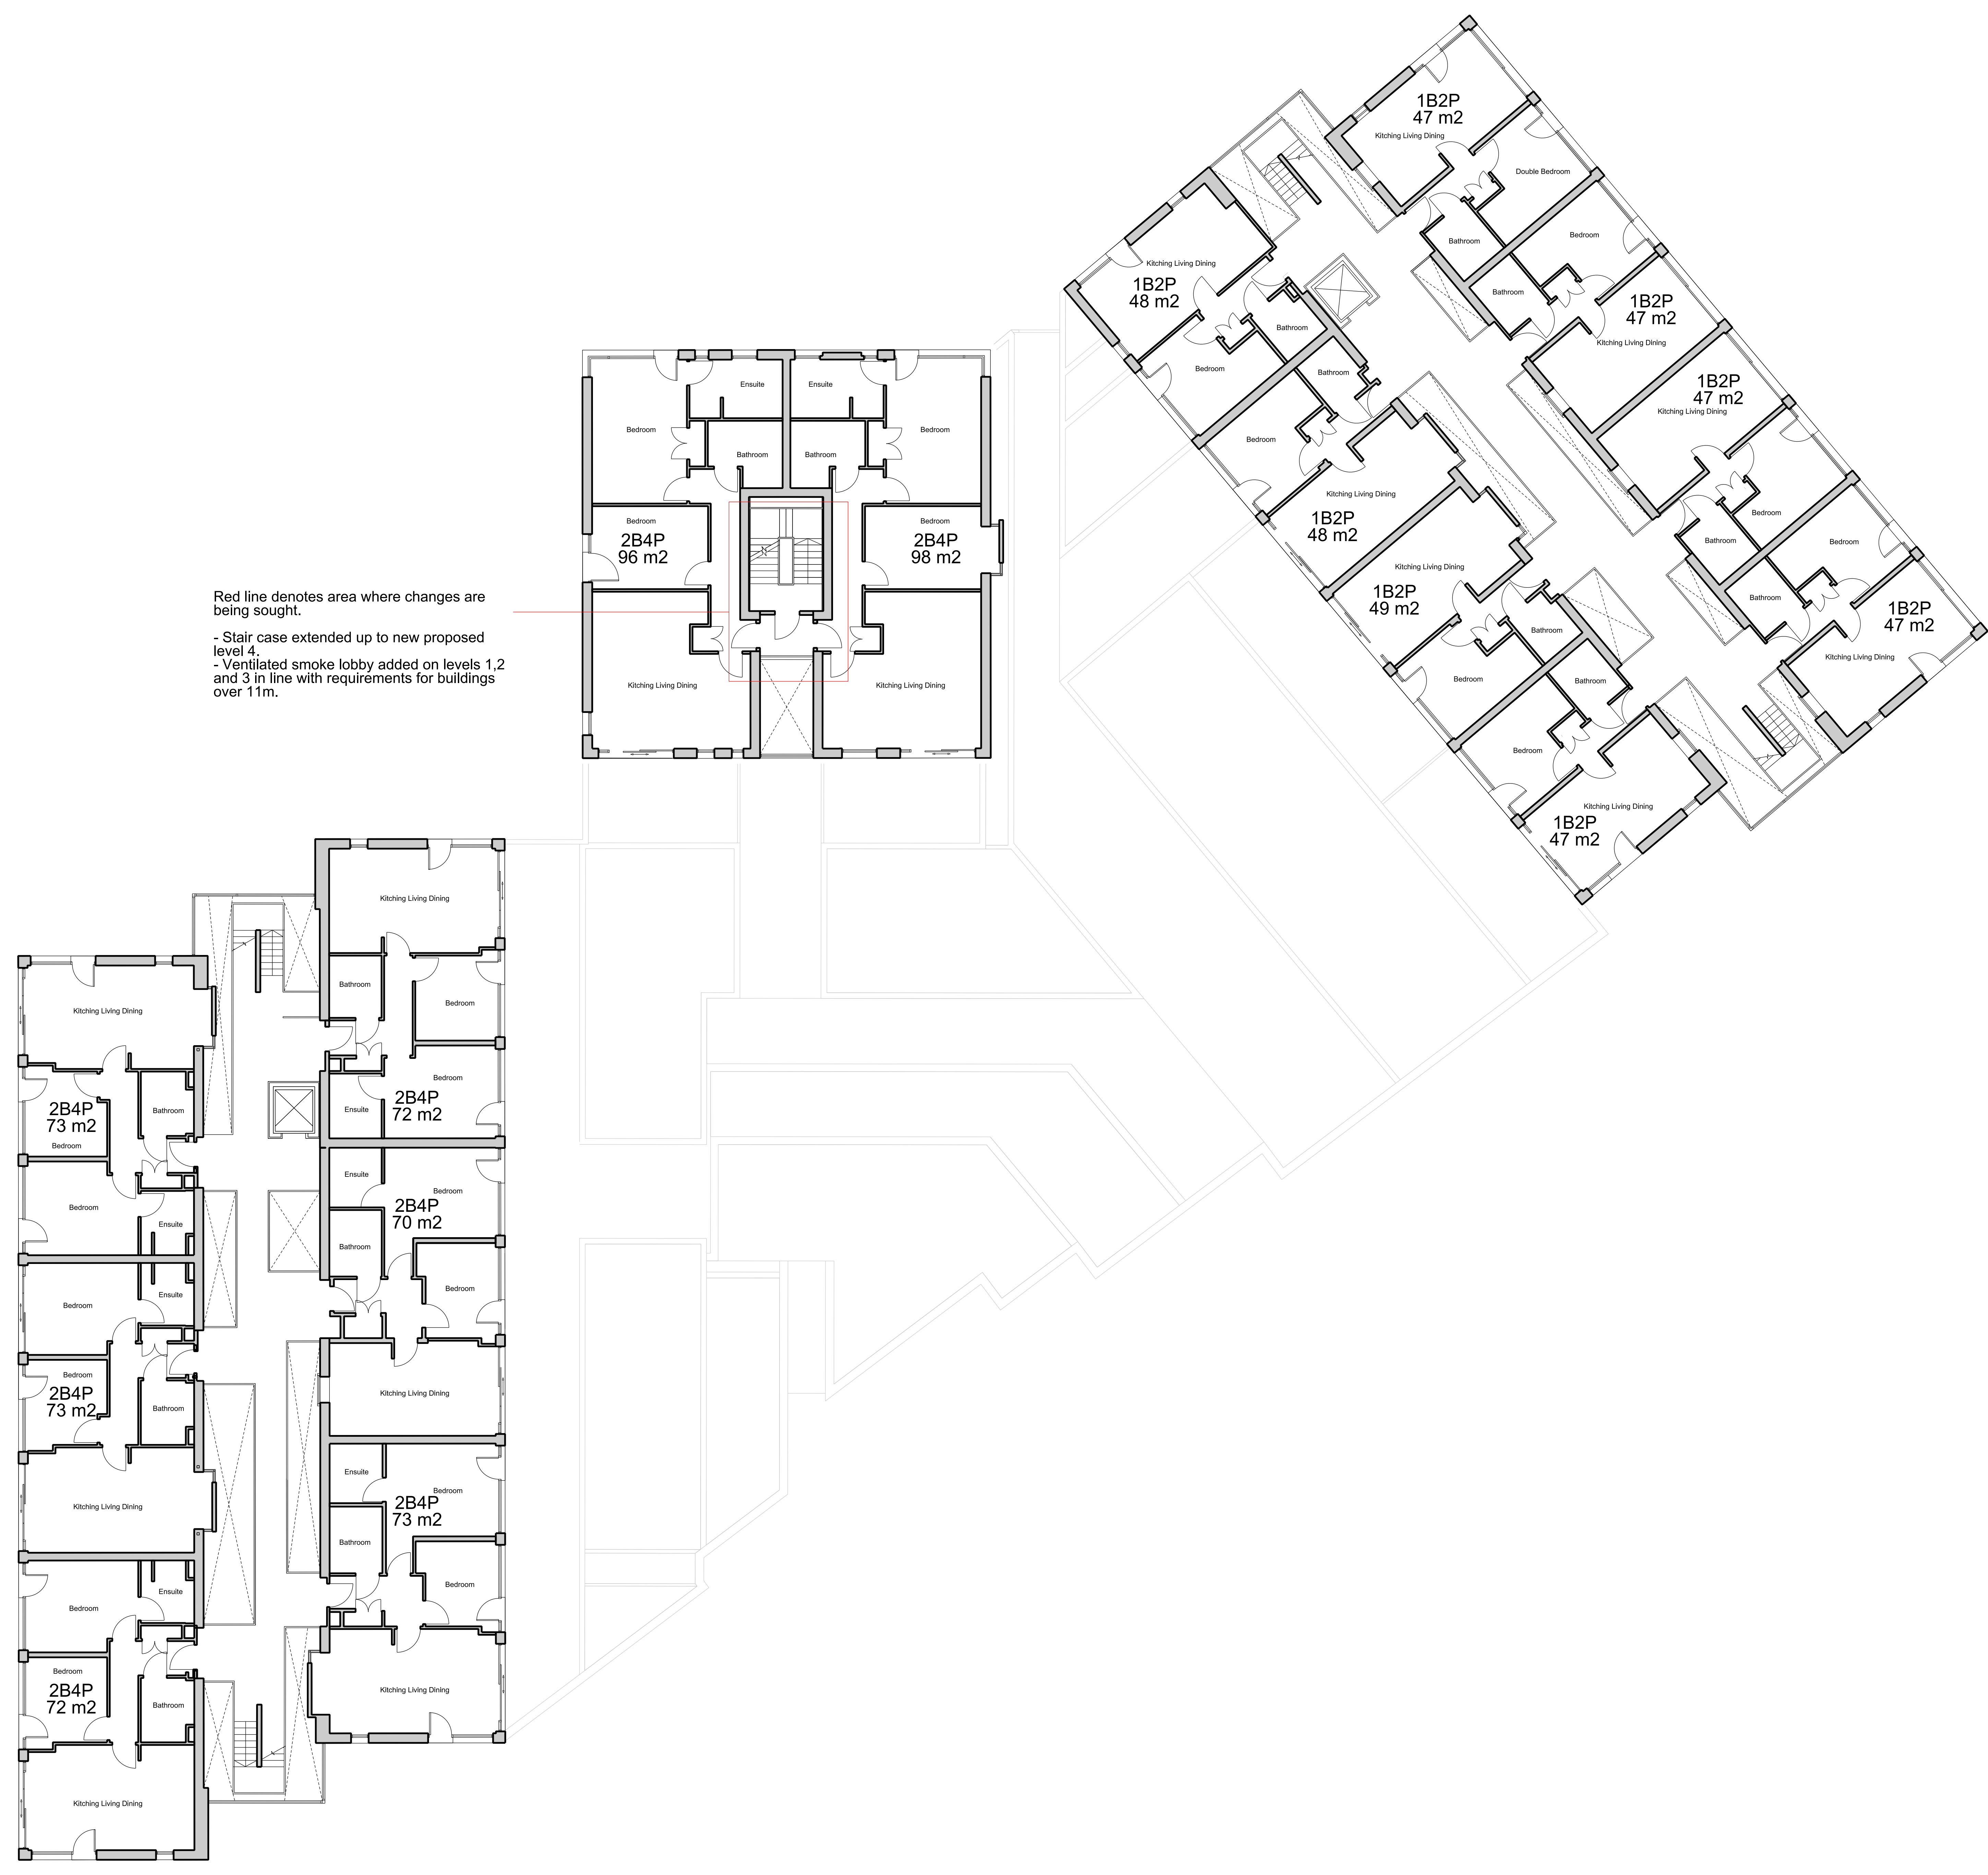 1B2P
47 m2
Kitching Living Dining
Double Bedroom
Bathroom
Kitching Living Dining
1B2P
48 m2
Bathroom
Bedroom
Bedroom
Bathroom
1B2P
47 m2
Kitching Living Dining
Bathroom
Bedroom
Bedroom
Kitching Living Dining
1B2P
48 m2
1B2P
47 m2
Kitching Living Dining
Bedroom
Bathroom
Kitching Living Dining
1B2P
49 m2
Bathroom
Bedroom
Bedroom
Bathroom
1B2P
47 m2
Kitching Living Dining
Bathroom
Bedroom
Kitching Living Dining
1B2P
47 m2
Ensuite
Ensuite
Bedroom
Bedroom
Bathroom
Bathroom
Bedroom
2B4P
96 m2
Bedroom
2B4P
98 m2
Kitching Living Dining
Kitching Living Dining
Red line denotes area where changes are
being sought.
- Stair case extended up to new proposed
level 4.
- Ventilated smoke lobby added on levels 1,2
and 3 in line with requirements for buildings
over 11m.
Kitching Living Dining
Bathroom
Bedroom
Bedroom
2B4P
72 m2
Ensuite
Kitching Living Dining
2B4P
73 m2
Bedroom
Bathroom
Bedroom
Ensuite
Ensuite
Bedroom
2B4P
70 m2
Bathroom
Bedroom
Kitching Living Dining
Bedroom
Ensuite
Bedroom
2B4P
73 m2
Bathroom
Kitching Living Dining
Ensuite
Bedroom
2B4P
73 m2
Bathroom
Bedroom
Kitching Living Dining
Bedroom
Ensuite
Bedroom
2B4P
72 m2
Bathroom
Kitching Living Dining